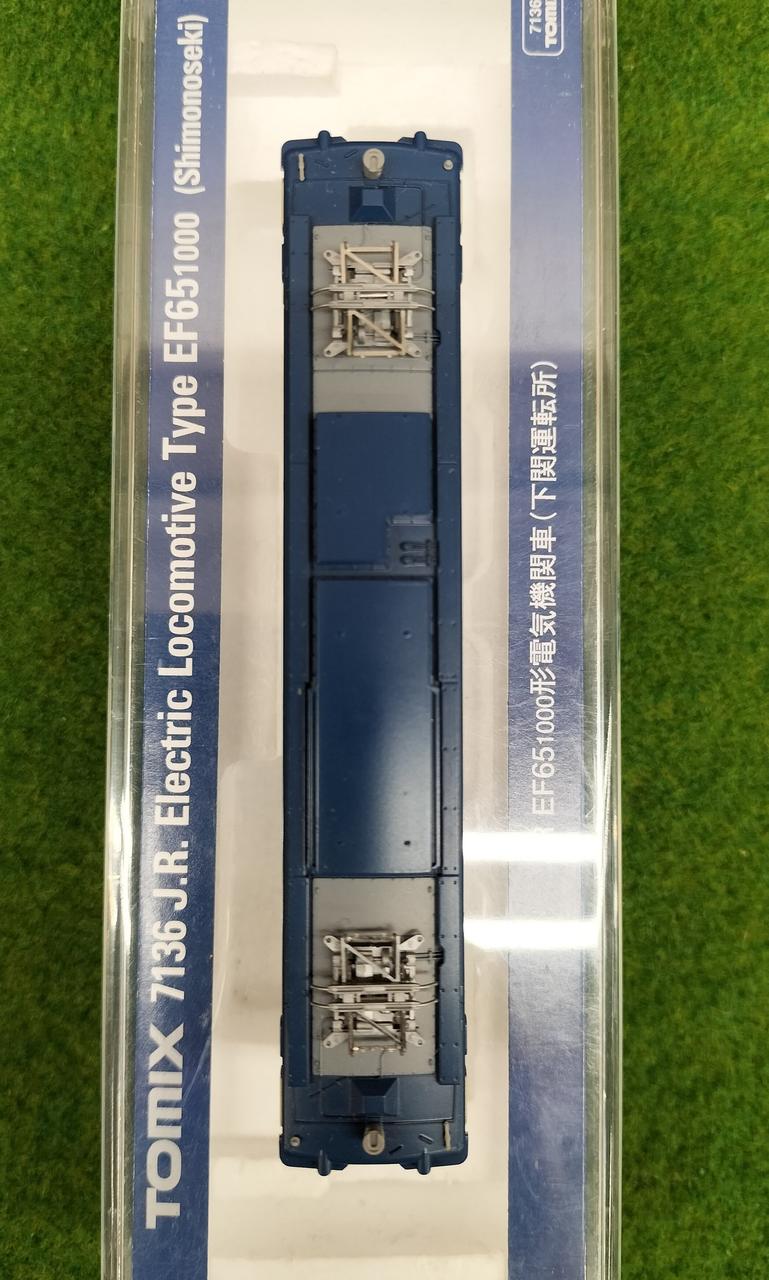 TOMIX 7136 J.R. Electric Locomotive Type EF651000 (Shimonoseki)
EF651000形電気機関車(下関運転所)
7136
TOMIX